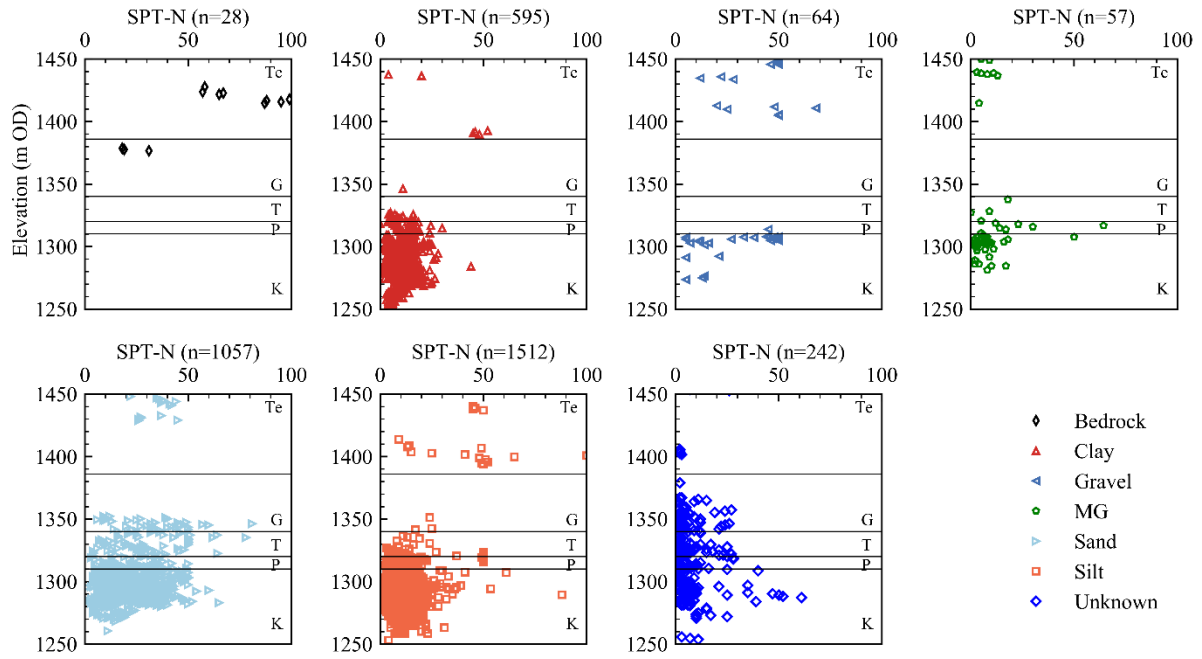 SPT-N (n=28) SPT-N (n=595) SPT-N (n=64) SPT-N (n=57)
0 50 100 0 50 100 0 50 100 0 50 100
1450 Te 1450 Te 1450 Te 1450 Te
1400 1400 1400 1400
1350 G 1350 G 1350 G 1350 G
T T T T
1300 P 1300 P 1300 P 1300 P
K K K K
1250 1250 1250 1250
Elevation (m OD)
SPT-N (n=1057) SPT-N (n=1512) SPT-N (n=242)
0 50 100 0 50 100 0 50 100
1450 Te 1450 Te 1450 Te
1400 1400 1400
1350 G 1350 G 1350 G
T T T
1300 P 1300 P 1300 P
K K K
1250 1250 1250
Bedrock
Clay
Gravel
MG
Sand
Silt
Unknown